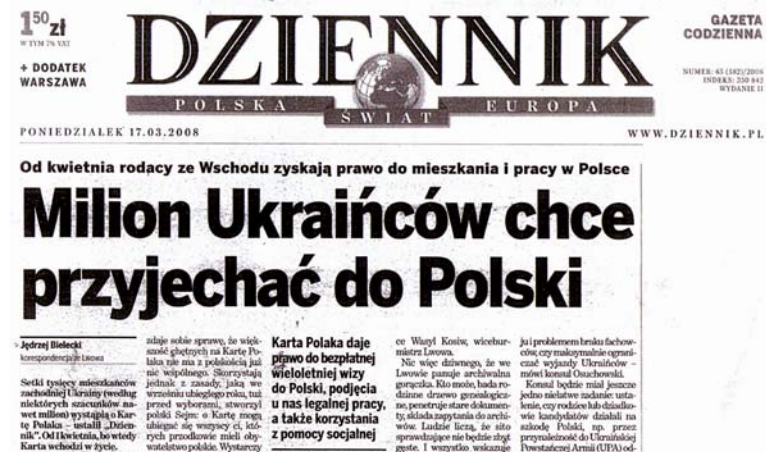 1⁵⁰ zł
W TYM 7% VAT
+ DODATEK
WARSZAWA
DZIENNIK
POLSKA ŚWIAT EUROPA
GAZETA
CODZIENNA
NUMER: 65 (582)/2008
INDEKS: 250 842
WYDANIE II
PONIEDZIAŁEK 17.03.2008
WWW.DZIENNIK.PL
Od kwietnia rodacy ze Wschodu zyskają prawo do mieszkania i pracy w Polsce
Milion Ukraińców chce
przyjechać do Polski
Jędrzej Bielecki
korespondencja ze Lwowa
Setki tysięcy mieszkańców
zachodniej Ukrainy (według
niektórych szacunków na-
wet milion) wystąpią o Kar-
tę Polaka – ustalił „Dzien-
nik”. Od 1 kwietnia, bo wtedy
Karta wchodzi w życie.
zdaje sobie sprawę, że więk-
szość chętnych na Kartę Po-
laka nie ma z polskością już
nic wspólnego. Skorzystają
jednak z zasady, jaką we
wrześniu ubiegłego roku, tuż
przed wyborami, stworzył
polski Sejm: o Kartę mogą
ubiegać się wszyscy ci, któ-
rych przodkowie mieli oby-
watelstwo polskie. Wystarczy
Karta Polaka daje
prawo do bezpłatnej
wieloletniej wizy
do Polski, podjęcia
u nas legalnej pracy,
a także korzystania
z pomocy socjalnej
ce Wasyl Kosiw, wicebur-
mistrz Lwowa.
Nic więc dziwnego, że we
Lwowie panuje archiwalna
gorączka. Kto może, bada ro-
dzinne drzewo genealogicz-
ne, penetruje stare dokumen-
ty, składa zapytania do archi-
wów. Ludzie liczą, że sito
sprawdzające nie będzie zbyt
gęste. I wszystko wskazuje
ju i problemem braku fachow-
ców, czy maksymalnie ograni-
czać wyjazdy Ukraińców –
mówi konsul Osuchowski.
Konsul będzie miał jeszcze
jedno niełatwe zadanie: usta-
lenie, czy rodzice lub dziadko-
wie kandydatów działali na
szkodę Polski, np. przez
przynależność do Ukraińskiej
Powstańczej Armii (UPA) od-